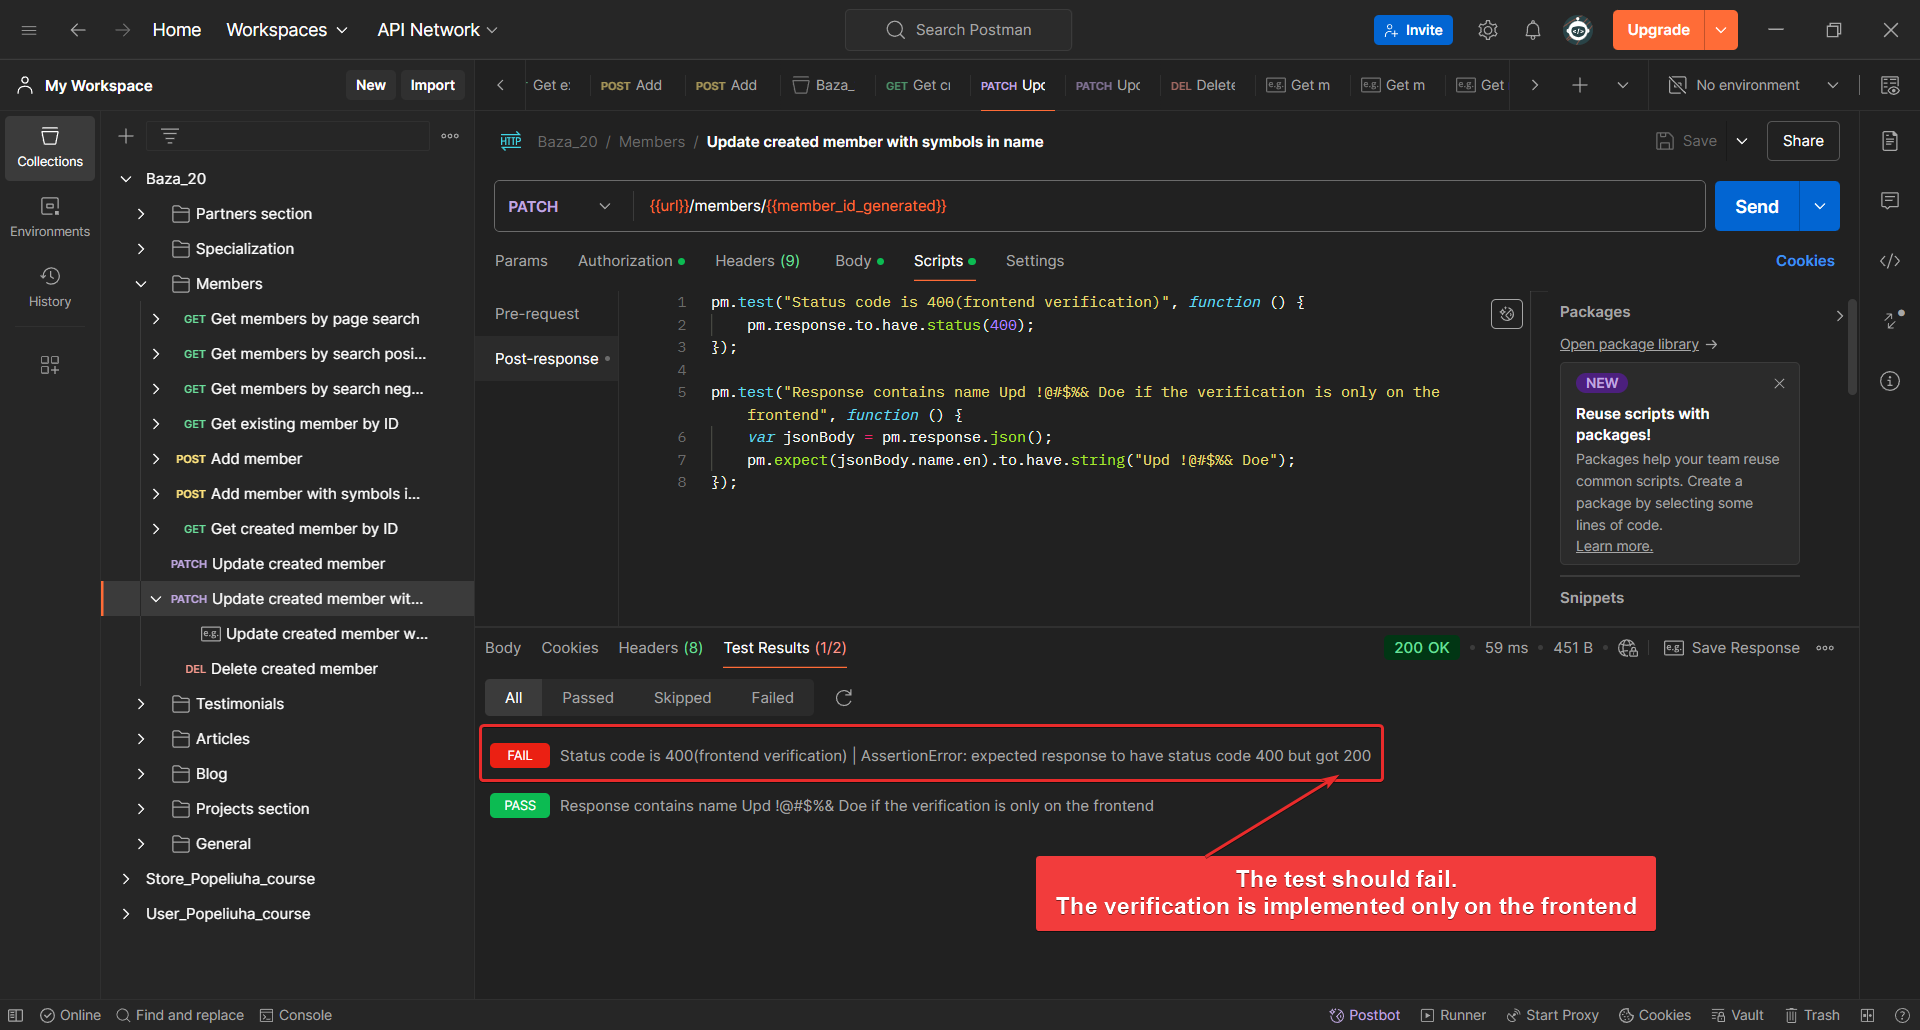 Home
Workspaces
API Network
Search Postman
Invite
Upgrade
My Workspace
New
Import
Get e
POST Add
POST Add
Baza_
GET Get c
PATCH Upd
PATCH Upd
DEL Delete
e.g. Get m
e.g. Get m
e.g. Get
No environment
Collections
Environments
History
Baza_20
Partners section
Specialization
Members
GET Get members by page search
GET Get members by search posi...
GET Get members by search neg...
GET Get existing member by ID
POST Add member
POST Add member with symbols i...
GET Get created member by ID
PATCH Update created member
PATCH Update created member wit...
e.g. Update created member w...
DEL Delete created member
Testimonials
Articles
Blog
Projects section
General
Store_Popeliuha_course
User_Popeliuha_course
HTTP Baza_20 / Members / Update created member with symbols in name
Save
Share
PATCH
{{url}}/members/{{member_id_generated}}
Send
Params
Authorization
Headers (9)
Body
Scripts
Settings
Cookies
Pre-request
Post-response
1 pm.test("Status code is 400(frontend verification)", function () {
2 pm.response.to.have.status(400);
3 });
4
5 pm.test("Response contains name Upd !@#$%& Doe if the verification is only on the
frontend", function () {
6 var jsonBody = pm.response.json();
7 pm.expect(jsonBody.name.en).to.have.string("Upd !@#$%& Doe");
8 });
Packages
Open package library →
NEW
Reuse scripts with
packages!
Packages help your team reuse
common scripts. Create a
package by selecting some
lines of code.
Learn more.
Snippets
Body
Cookies
Headers (8)
Test Results (1/2)
200 OK
59 ms
451 B
e.g. Save Response
All
Passed
Skipped
Failed
FAIL Status code is 400(frontend verification) | AssertionError: expected response to have status code 400 but got 200
PASS Response contains name Upd !@#$%& Doe if the verification is only on the frontend
The test should fail.
The verification is implemented only on the frontend
Online
Find and replace
Console
Postbot
Runner
Start Proxy
Cookies
Vault
Trash